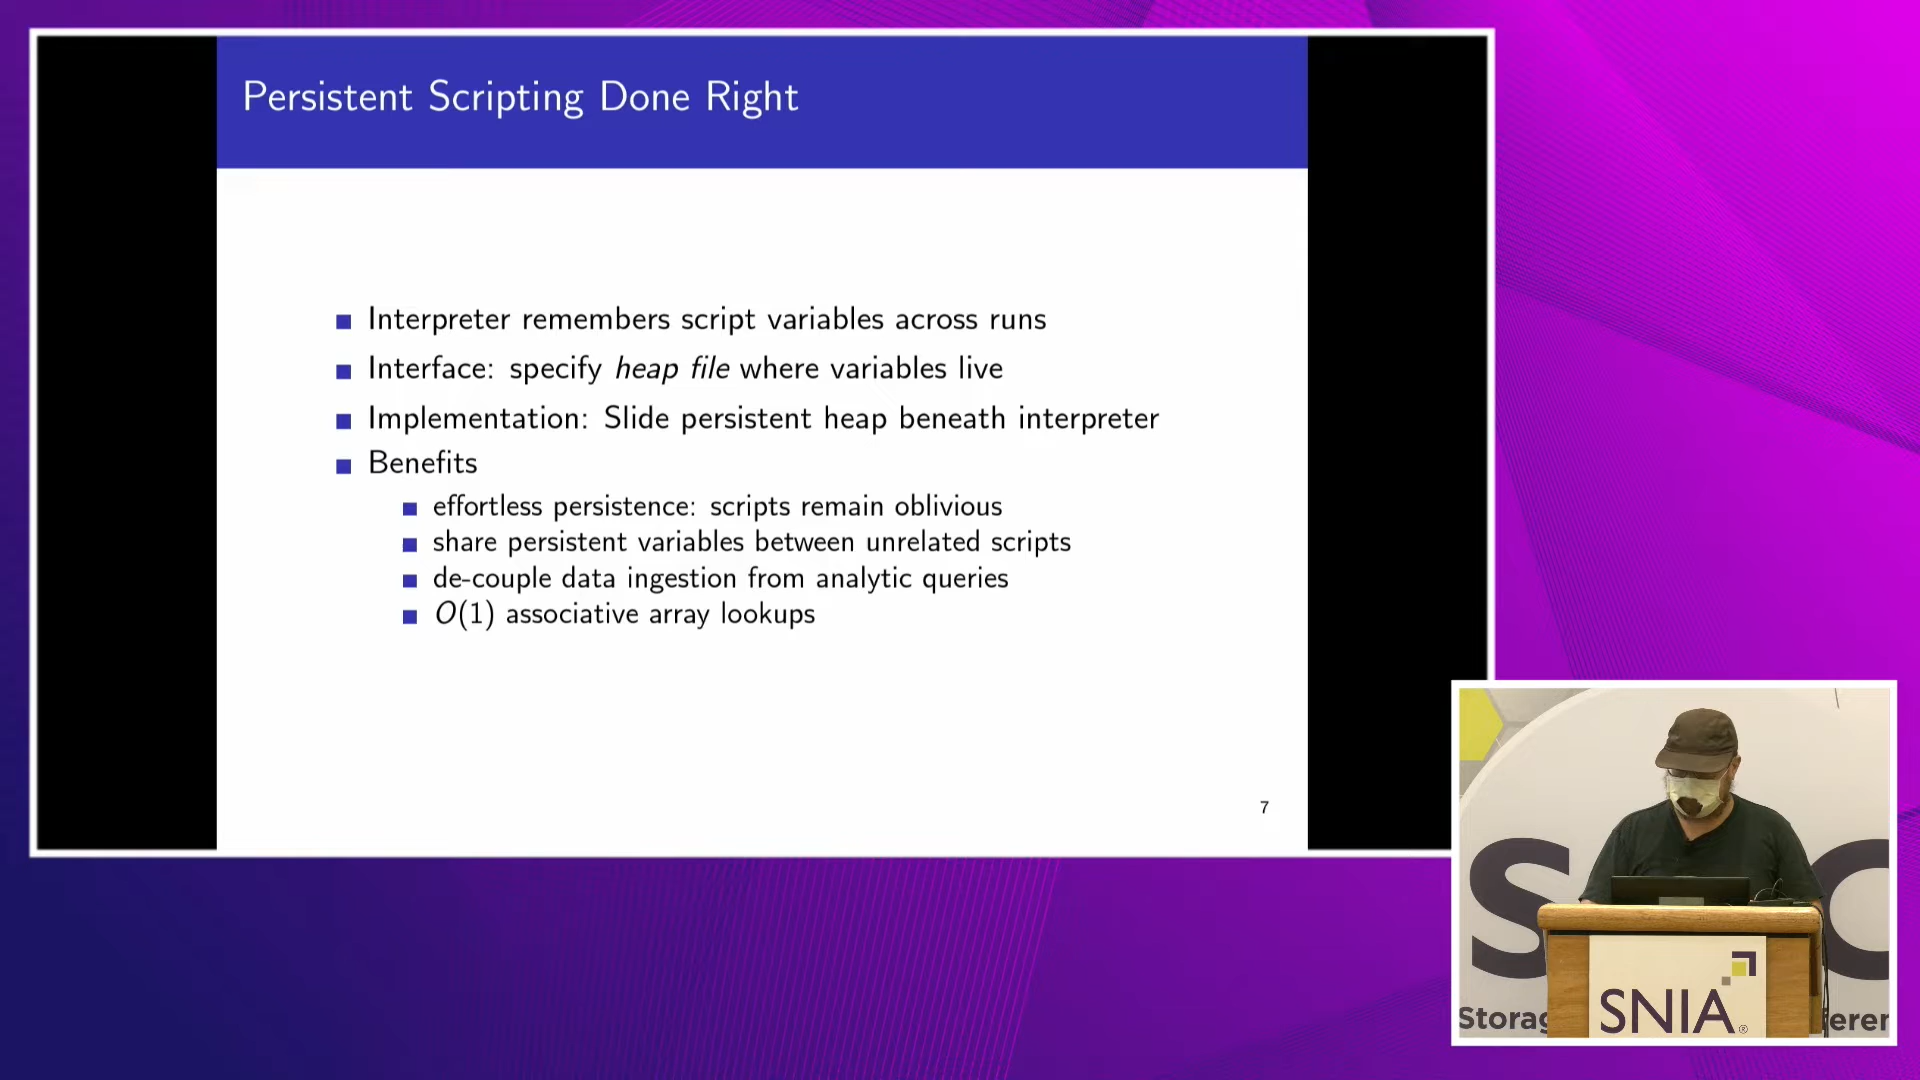 Persistent Scripting Done Right
Interpreter remembers script variables across runs
Interface: specify heap file where variables live
Implementation: Slide persistent heap beneath interpreter
Benefits
effortless persistence: scripts remain oblivious
share persistent variables between unrelated scripts
de-couple data ingestion from analytic queries
O(1) associative array lookups
7
S C
Storag feren
SNIA®